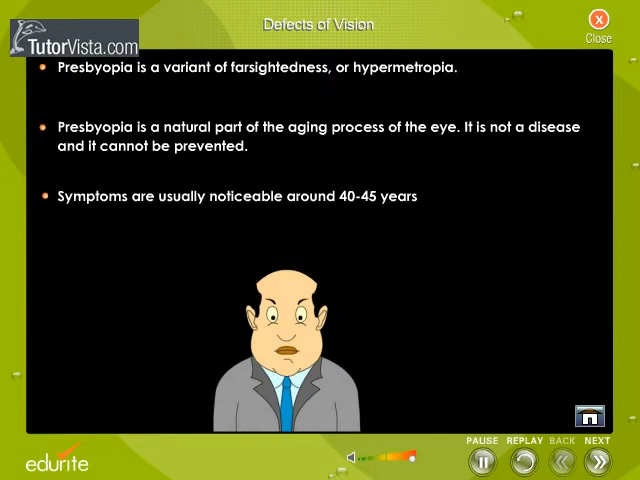 Defects of Vision
X
Close
TutorVista.com
Presbyopia is a variant of farsightedness, or hypermetropia.
Presbyopia is a natural part of the aging process of the eye. It is not a disease
and it cannot be prevented.
Symptoms are usually noticeable around 40-45 years
PAUSE REPLAY BACK NEXT
edurite